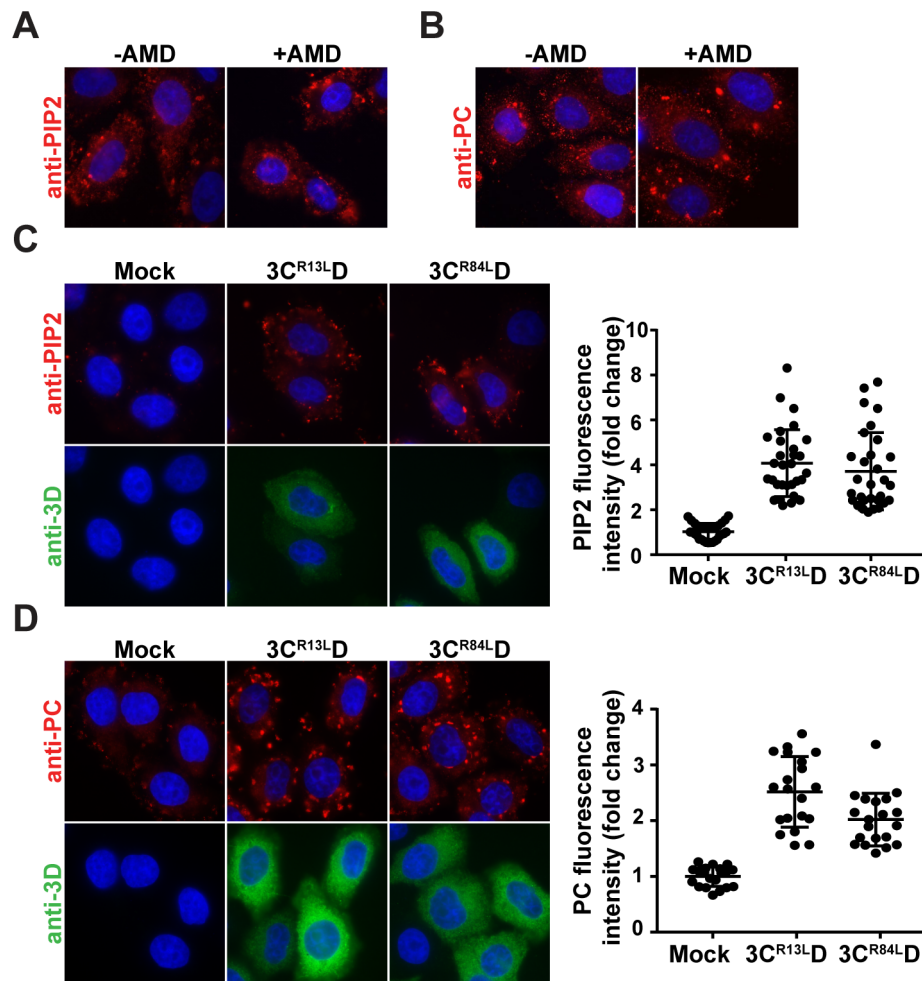 A
-AMD +AMD
anti-PIP2
B
-AMD +AMD
anti-PC
C
Mock 3C^R13L D 3C^R84L D
anti-PIP2
anti-3D
PIP2 fluorescence
intensity (fold change)
10
8
6
4
2
0
Mock 3C^R13L D 3C^R84L D
D
Mock 3C^R13L D 3C^R84L D
anti-PC
anti-3D
PC fluorescence
intensity (fold change)
4
3
2
1
0
Mock 3C^R13L D 3C^R84L D